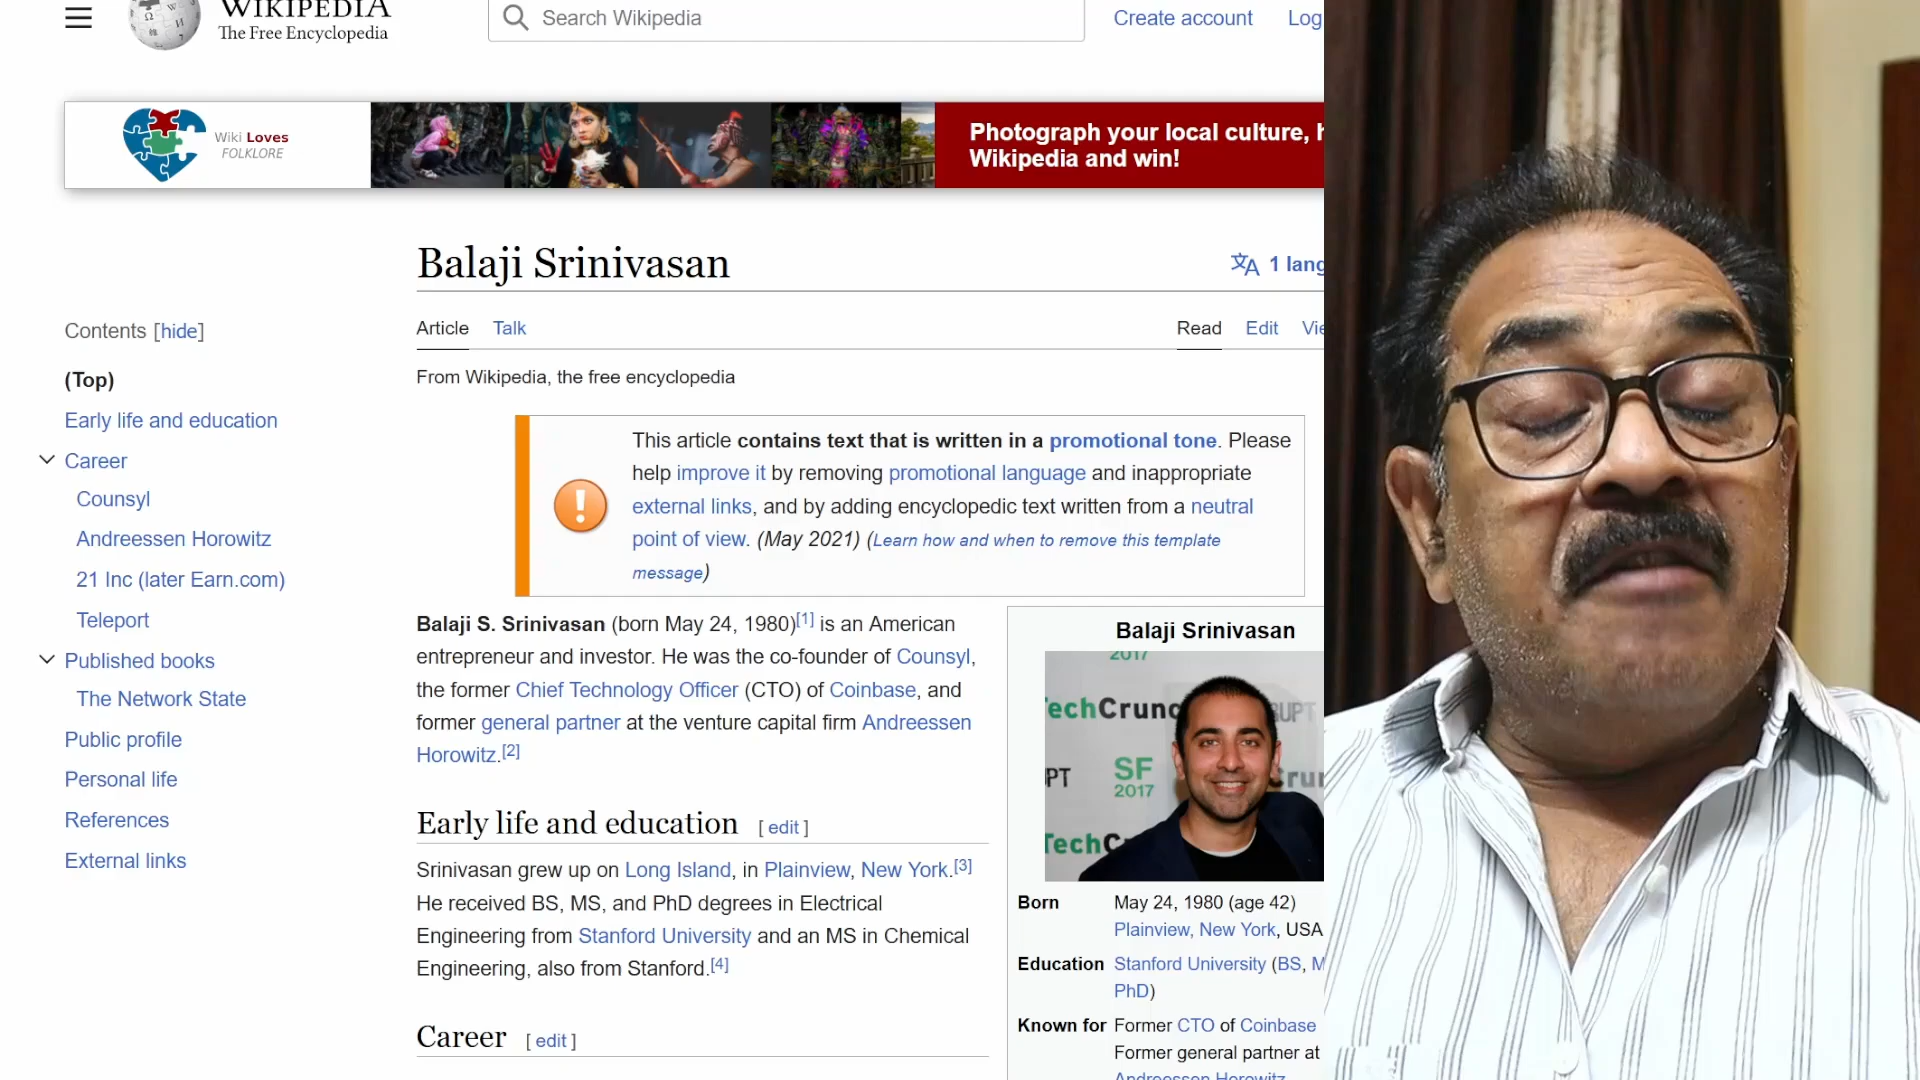 WIKIPEDIA
The Free Encyclopedia
Search Wikipedia
Create account
Log
Wiki Loves
FOLKLORE
Photograph your local culture, h
Wikipedia and win!
Balaji Srinivasan
1 lang
Contents [hide]
(Top)
Early life and education
Career
Counsyl
Andreessen Horowitz
21 Inc (later Earn.com)
Teleport
Published books
The Network State
Public profile
Personal life
References
External links
Article Talk
Read Edit Vie
From Wikipedia, the free encyclopedia
This article contains text that is written in a promotional tone. Please
help improve it by removing promotional language and inappropriate
external links, and by adding encyclopedic text written from a neutral
point of view. (May 2021) (Learn how and when to remove this template
message)
Balaji S. Srinivasan (born May 24, 1980)[1] is an American
entrepreneur and investor. He was the co-founder of Counsyl,
the former Chief Technology Officer (CTO) of Coinbase, and
former general partner at the venture capital firm Andreessen
Horowitz.[2]
Early life and education [ edit ]
Srinivasan grew up on Long Island, in Plainview, New York.[3]
He received BS, MS, and PhD degrees in Electrical
Engineering from Stanford University and an MS in Chemical
Engineering, also from Stanford.[4]
Career [ edit ]
Balaji Srinivasan
2017
TechCrunc
RUPT
PT
SF
2017
Crun
TechC
Born May 24, 1980 (age 42)
Plainview, New York, USA
Education Stanford University (BS, M
PhD)
Known for Former CTO of Coinbase
Former general partner at
Andreessen Horowitz